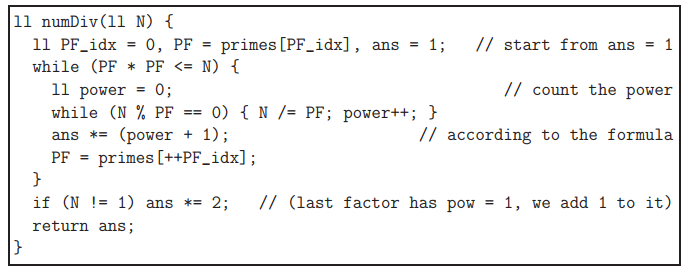 ll numDiv(ll N) {
  ll PF_idx = 0, PF = primes[PF_idx], ans = 1;   // start from ans = 1
  while (PF * PF <= N) {
    ll power = 0;                                          // count the power
    while (N % PF == 0) { N /= PF; power++; }
    ans *= (power + 1);                        // according to the formula
    PF = primes[++PF_idx];
  }
  if (N != 1) ans *= 2;   // (last factor has pow = 1, we add 1 to it)
  return ans;
}